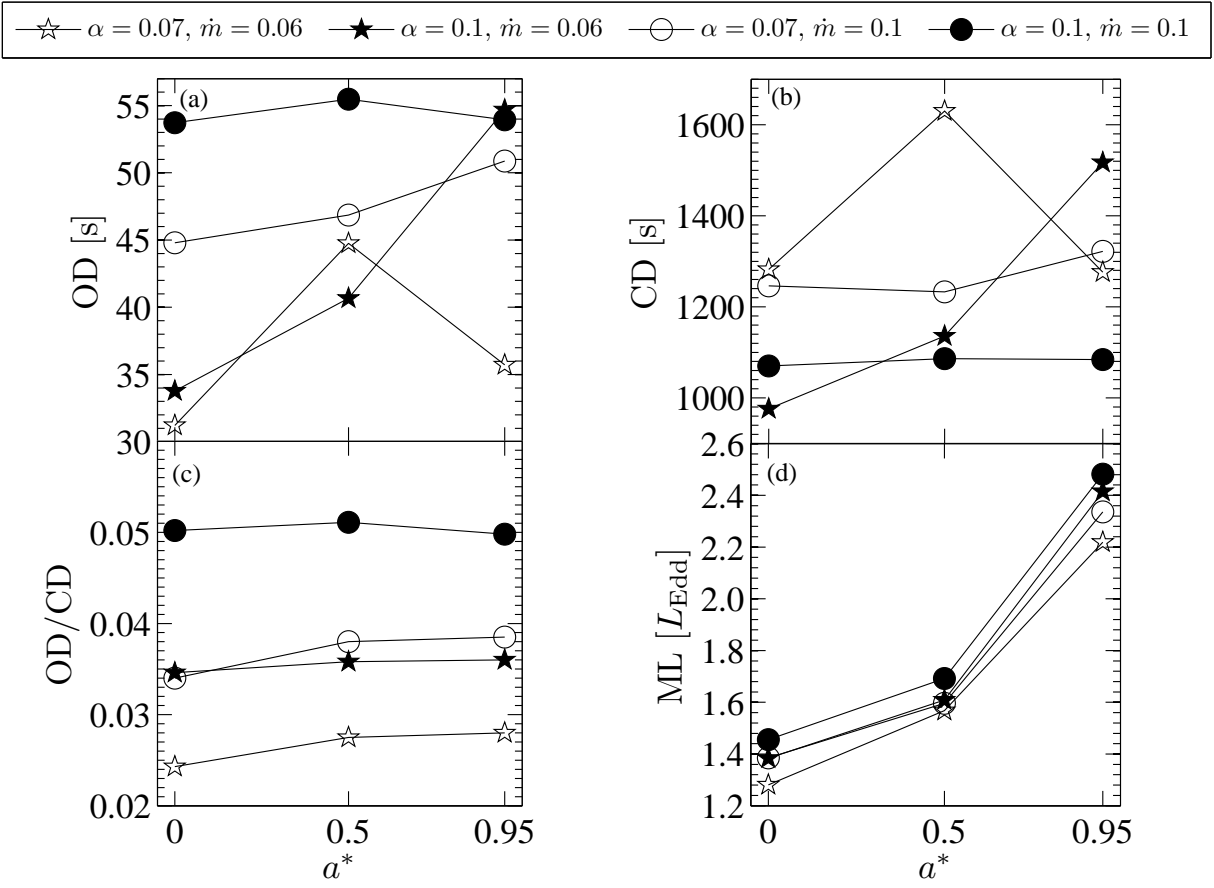 α = 0.07, ṁ = 0.06 α = 0.1, ṁ = 0.06 α = 0.07, ṁ = 0.1 α = 0.1, ṁ = 0.1
(a)
55
50
45
40
35
30
OD [s]
(b)
1600
1400
1200
1000
CD [s]
(c)
0.05
0.04
0.03
0.02
OD/CD
0 0.5 0.95
a*
(d)
2.6
2.4
2.2
2.0
1.8
1.6
1.4
1.2
ML [L_Edd]
0 0.5 0.95
a*